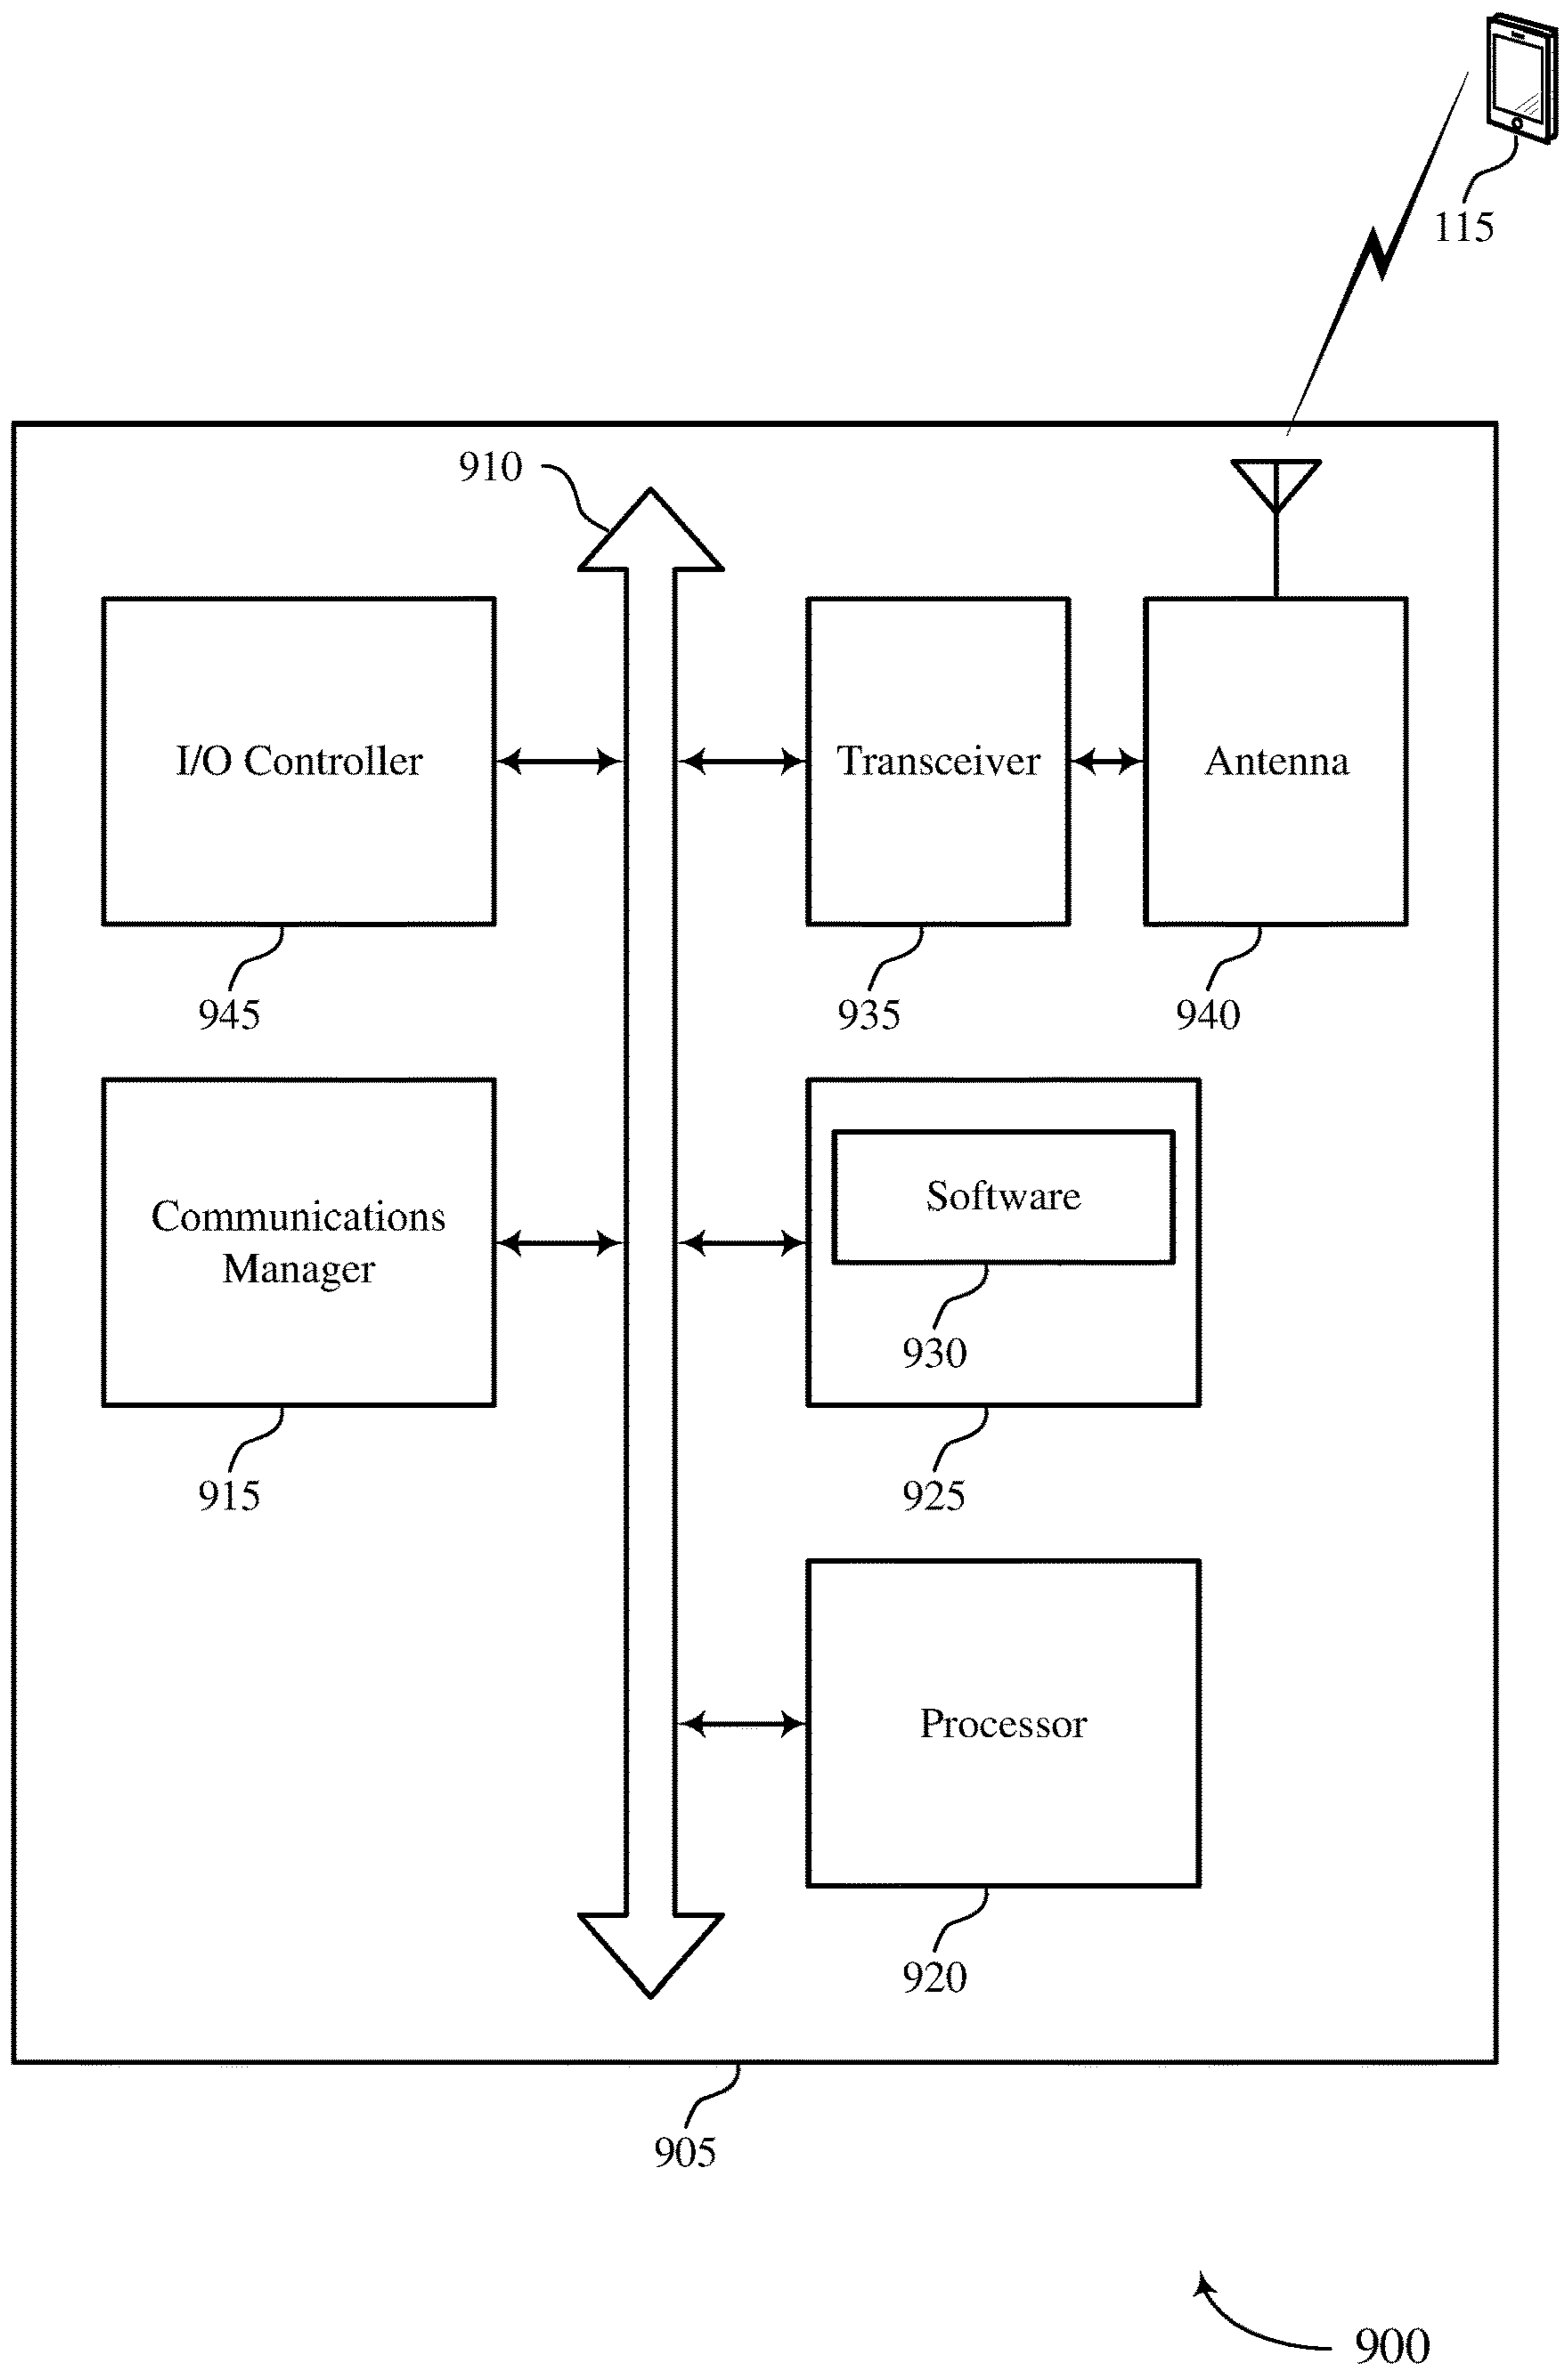 115
910
I/O Controller
Transceiver
Antenna
945
935
940
Communications
Manager
Software
930
915
925
Processor
920
905
900